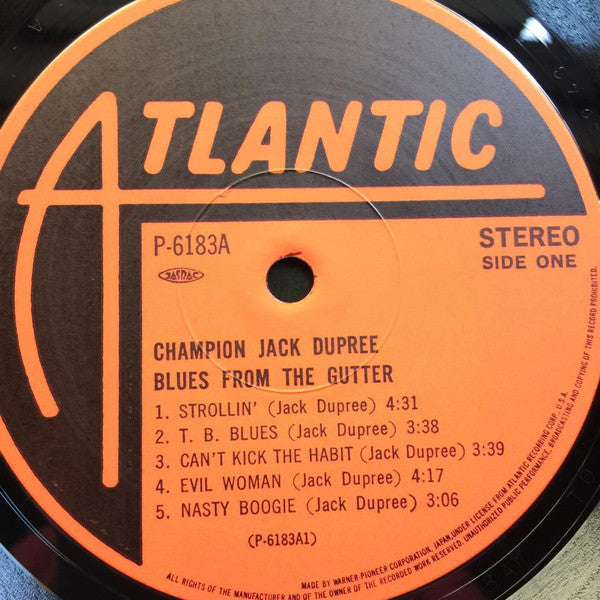 ATLANTIC
P-6183A
STEREO
JASRAC
SIDE ONE
CHAMPION JACK DUPREE
BLUES FROM THE GUTTER
1. STROLLIN' (Jack Dupree) 4:31
2. T. B. BLUES (Jack Dupree) 3:38
3. CAN'T KICK THE HABIT (Jack Dupree) 3:39
4. EVIL WOMAN (Jack Dupree) 4:17
5. NASTY BOOGIE (Jack Dupree) 3:06
(P-6183A1)
MADE BY WARNER-PIONEER CORPORATION, JAPAN, UNDER LICENSE FROM ATLANTIC RECORDING CORP., U.S.A.
ALL RIGHTS OF THE MANUFACTURER AND OF THE OWNER OF THE RECORDED WORK RESERVED. UNAUTHORIZED PUBLIC PERFORMANCE, BROADCASTING AND COPYING OF THIS RECORD PROHIBITED.